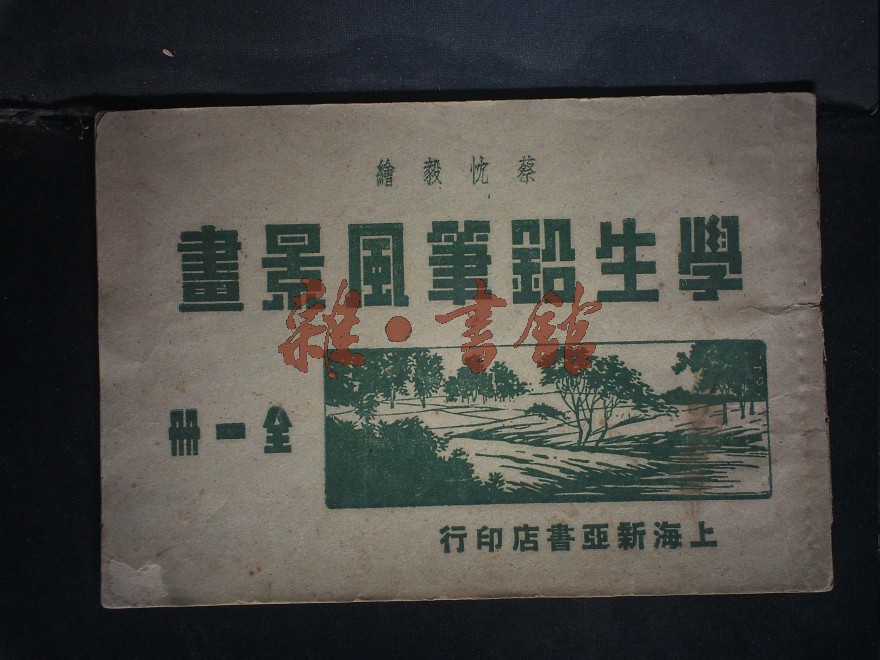 蔡忱毅繪
學生鉛筆風景畫
雜·書館
全一冊
上海新亞書店印行